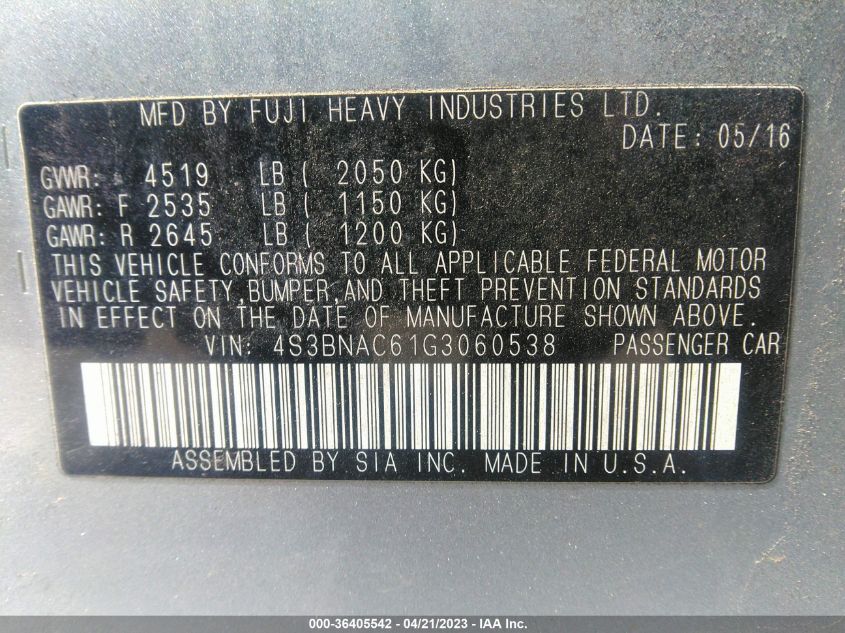 MFD BY FUJI HEAVY INDUSTRIES LTD.
DATE: 05/16
GVWR: 4519 LB ( 2050 KG)
GAWR: F 2535 LB ( 1150 KG)
GAWR: R 2645 LB ( 1200 KG)
THIS VEHICLE CONFORMS TO ALL APPLICABLE FEDERAL MOTOR
VEHICLE SAFETY,BUMPER,AND THEFT PREVENTION STANDARDS
IN EFFECT ON THE DATE OF MANUFACTURE SHOWN ABOVE.
VIN: 4S3BNAC61G3060538 PASSENGER CAR
ASSEMBLED BY SIA INC. MADE IN U.S.A.
000-36405542 - 04/21/2023 - IAA Inc.